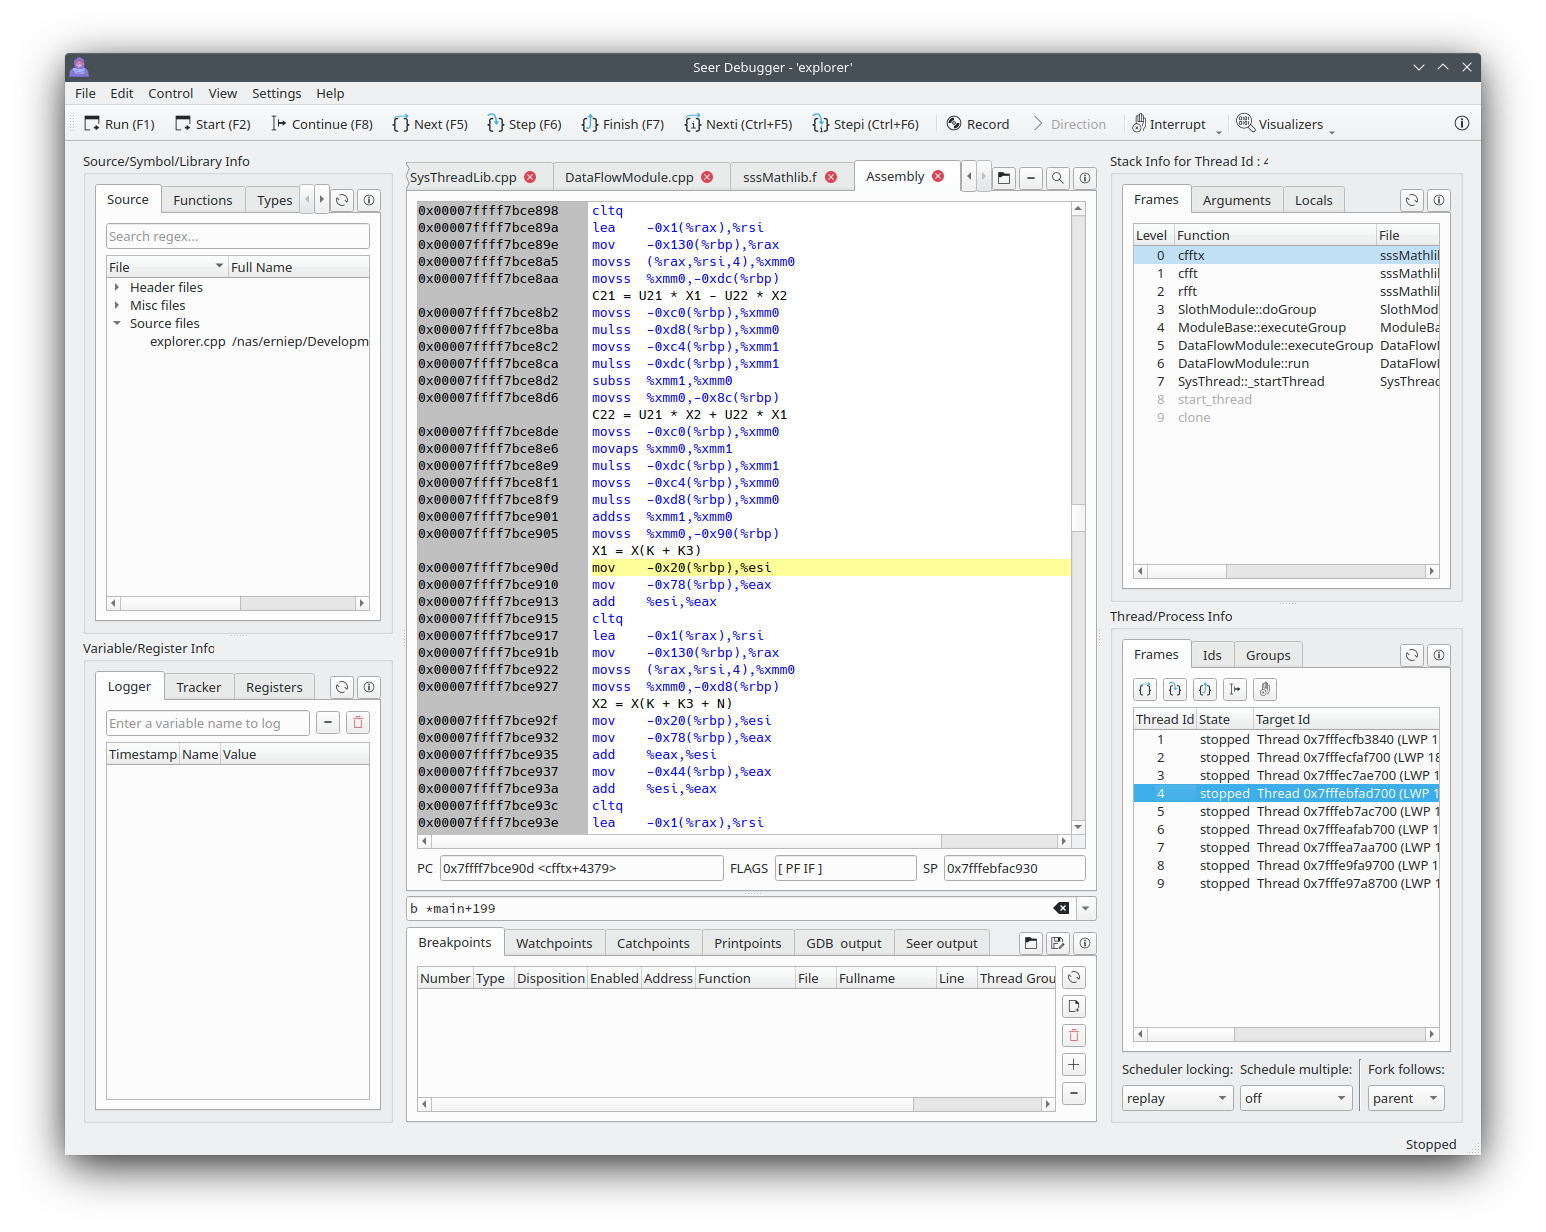 Seer Debugger - 'explorer'
File Edit Control View Settings Help
Run (F1) Start (F2) Continue (F8) Next (F5) Step (F6) Finish (F7) Nexti (Ctrl+F5) Stepi (Ctrl+F6) Record Direction Interrupt Visualizers
Source/Symbol/Library Info
Source Functions Types
Search regex...
File Full Name
Header files
Misc files
Source files
explorer.cpp /nas/erniep/Developm
Variable/Register Info
Logger Tracker Registers
Enter a variable name to log
Timestamp Name Value
SysThreadLib.cpp DataFlowModule.cpp sssMathlib.f Assembly
0x00007ffff7bce898 cltq
0x00007ffff7bce89a lea -0x1(%rax),%rsi
0x00007ffff7bce89e mov -0x130(%rbp),%rax
0x00007ffff7bce8a5 movss (%rax,%rsi,4),%xmm0
0x00007ffff7bce8aa movss %xmm0,-0xdc(%rbp)
C21 = U21 * X1 - U22 * X2
0x00007ffff7bce8b2 movss -0xc0(%rbp),%xmm0
0x00007ffff7bce8ba mulss -0xd8(%rbp),%xmm0
0x00007ffff7bce8c2 movss -0xc4(%rbp),%xmm1
0x00007ffff7bce8ca mulss -0xdc(%rbp),%xmm1
0x00007ffff7bce8d2 subss %xmm1,%xmm0
0x00007ffff7bce8d6 movss %xmm0,-0x8c(%rbp)
C22 = U21 * X2 + U22 * X1
0x00007ffff7bce8de movss -0xc0(%rbp),%xmm0
0x00007ffff7bce8e6 movaps %xmm0,%xmm1
0x00007ffff7bce8e9 mulss -0xdc(%rbp),%xmm1
0x00007ffff7bce8f1 movss -0xc4(%rbp),%xmm0
0x00007ffff7bce8f9 mulss -0xd8(%rbp),%xmm0
0x00007ffff7bce901 addss %xmm1,%xmm0
0x00007ffff7bce905 movss %xmm0,-0x90(%rbp)
X1 = X(K + K3)
0x00007ffff7bce90d mov -0x20(%rbp),%esi
0x00007ffff7bce910 mov -0x78(%rbp),%eax
0x00007ffff7bce913 add %esi,%eax
0x00007ffff7bce915 cltq
0x00007ffff7bce917 lea -0x1(%rax),%rsi
0x00007ffff7bce91b mov -0x130(%rbp),%rax
0x00007ffff7bce922 movss (%rax,%rsi,4),%xmm0
0x00007ffff7bce927 movss %xmm0,-0xd8(%rbp)
X2 = X(K + K3 + N)
0x00007ffff7bce92f mov -0x20(%rbp),%esi
0x00007ffff7bce932 mov -0x78(%rbp),%eax
0x00007ffff7bce935 add %eax,%esi
0x00007ffff7bce937 mov -0x44(%rbp),%eax
0x00007ffff7bce93a add %esi,%eax
0x00007ffff7bce93c cltq
0x00007ffff7bce93e lea -0x1(%rax),%rsi
PC 0x7ffff7bce90d <cfftx+4379> FLAGS [ PF IF ] SP 0x7fffebfac930
b *main+199
Breakpoints Watchpoints Catchpoints Printpoints GDB output Seer output
Number Type Disposition Enabled Address Function File Fullname Line Thread Grou
Stack Info for Thread Id : 4
Frames Arguments Locals
Level Function File
0 cfftx sssMathli
1 cfft sssMathli
2 rfft sssMathli
3 SlothModule::doGroup SlothMod
4 ModuleBase::executeGroup ModuleBa
5 DataFlowModule::executeGroup DataFlowI
6 DataFlowModule::run DataFlowI
7 SysThread::_startThread SysThread
8 start_thread
9 clone
Thread/Process Info
Frames Ids Groups
Thread Id State Target Id
1 stopped Thread 0x7fffecfb3840 (LWP 1
2 stopped Thread 0x7fffecfaf700 (LWP 18
3 stopped Thread 0x7fffec7ae700 (LWP 1
4 stopped Thread 0x7fffebfad700 (LWP 1
5 stopped Thread 0x7fffeb7ac700 (LWP 1
6 stopped Thread 0x7fffeafab700 (LWP 1
7 stopped Thread 0x7fffea7aa700 (LWP 1
8 stopped Thread 0x7fffe9fa9700 (LWP 1
9 stopped Thread 0x7fffe97a8700 (LWP 1
Scheduler locking: Schedule multiple: Fork follows:
replay off parent
Stopped